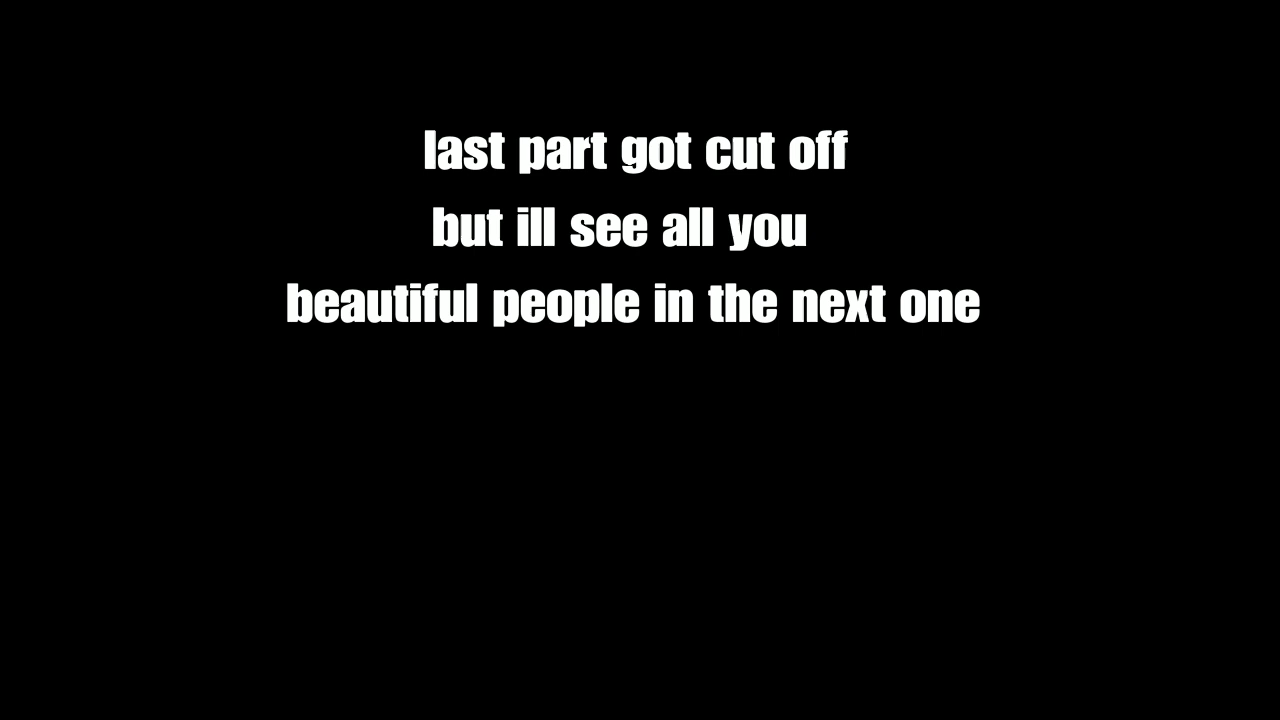 last part got cut off
but ill see all you
beautiful people in the next one